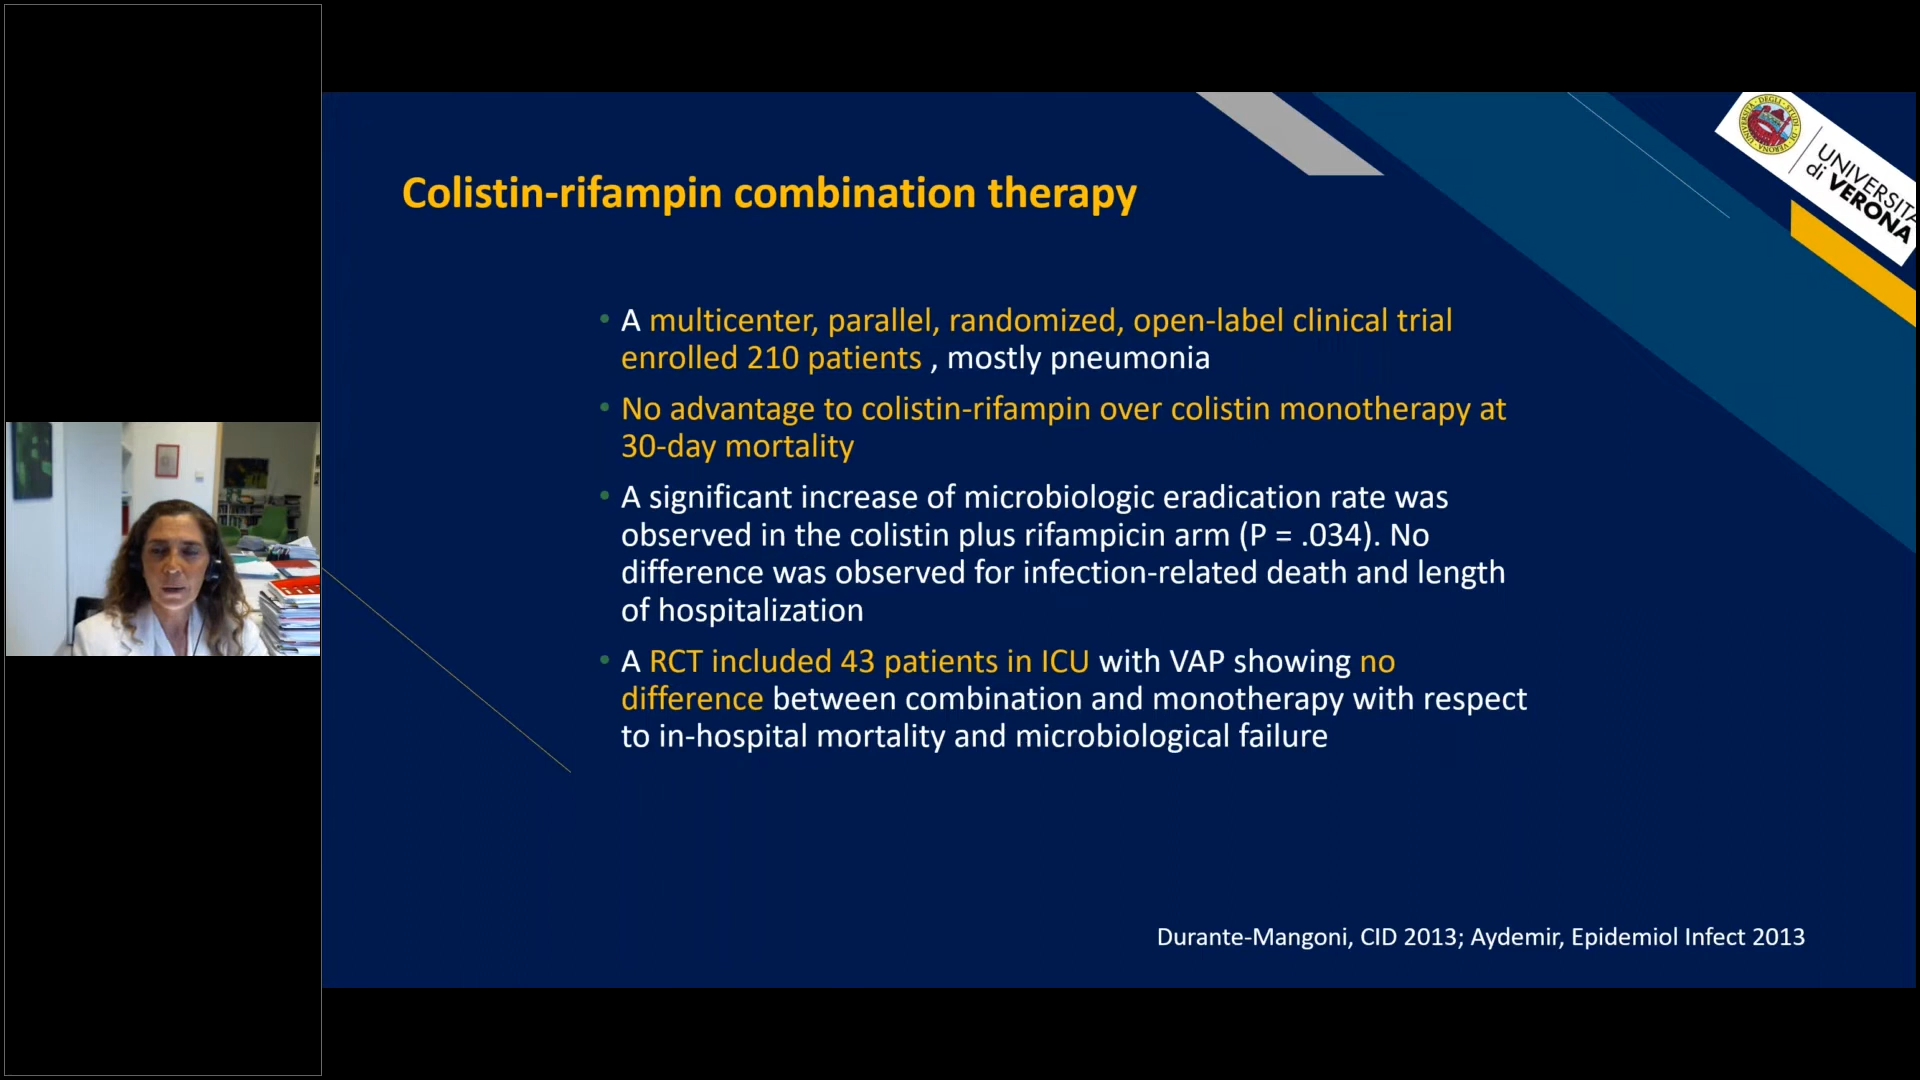 Colistin-rifampin combination therapy
• A multicenter, parallel, randomized, open-label clinical trial
enrolled 210 patients , mostly pneumonia
• No advantage to colistin-rifampin over colistin monotherapy at
30-day mortality
• A significant increase of microbiologic eradication rate was
observed in the colistin plus rifampicin arm (P = .034). No
difference was observed for infection-related death and length
of hospitalization
• A RCT included 43 patients in ICU with VAP showing no
difference between combination and monotherapy with respect
to in-hospital mortality and microbiological failure
Durante-Mangoni, CID 2013; Aydemir, Epidemiol Infect 2013
UNIVERSITÀ
di VERONA